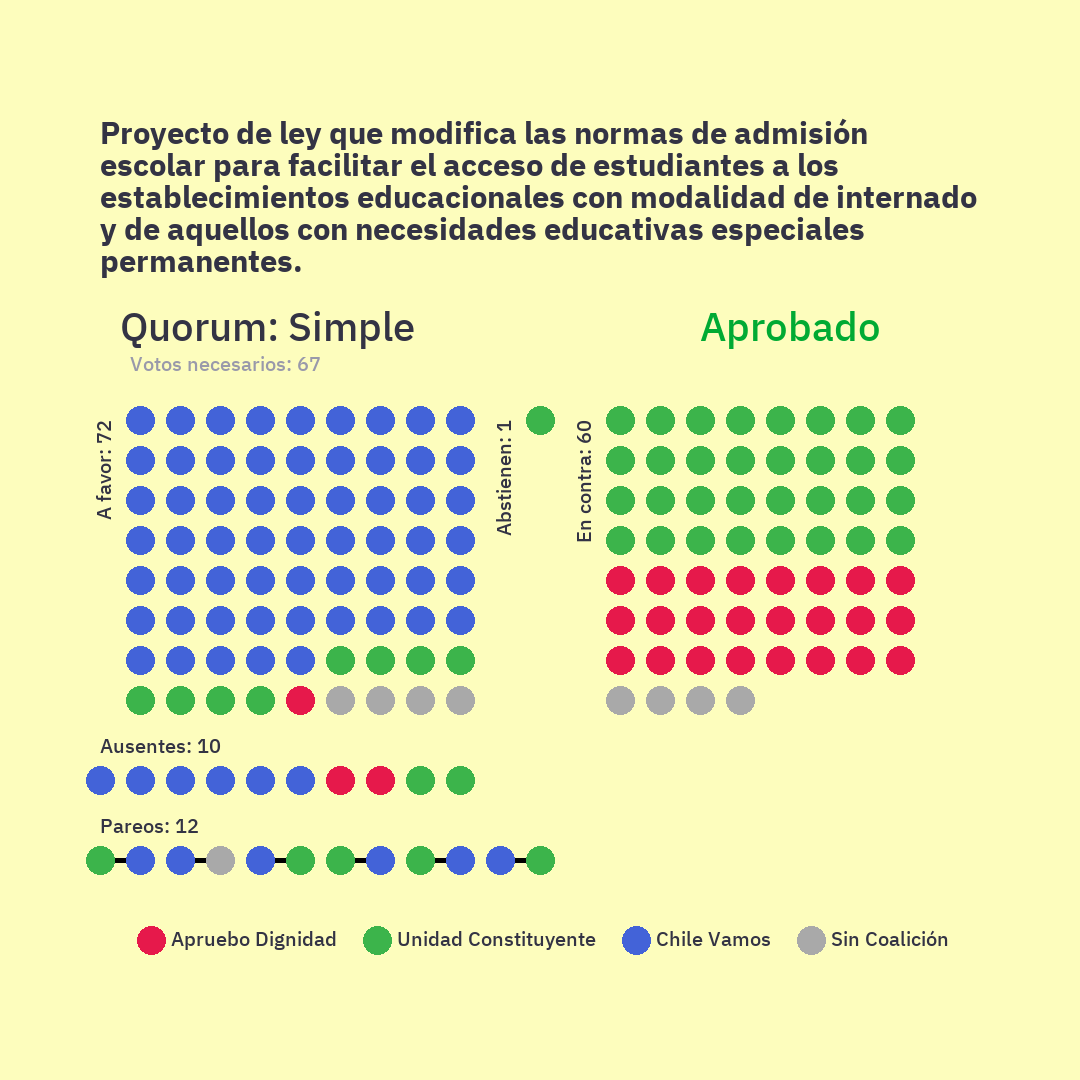 Proyecto de ley que modifica las normas de admisión
escolar para facilitar el acceso de estudiantes a los
establecimientos educacionales con modalidad de internado
y de aquellos con necesidades educativas especiales
permanentes.
Quorum: Simple
Aprobado
Votos necesarios: 67
A favor: 72
Abstienen: 1
En contra: 60
Ausentes: 10
Pareos: 12
Apruebo Dignidad
Unidad Constituyente
Chile Vamos
Sin Coalición